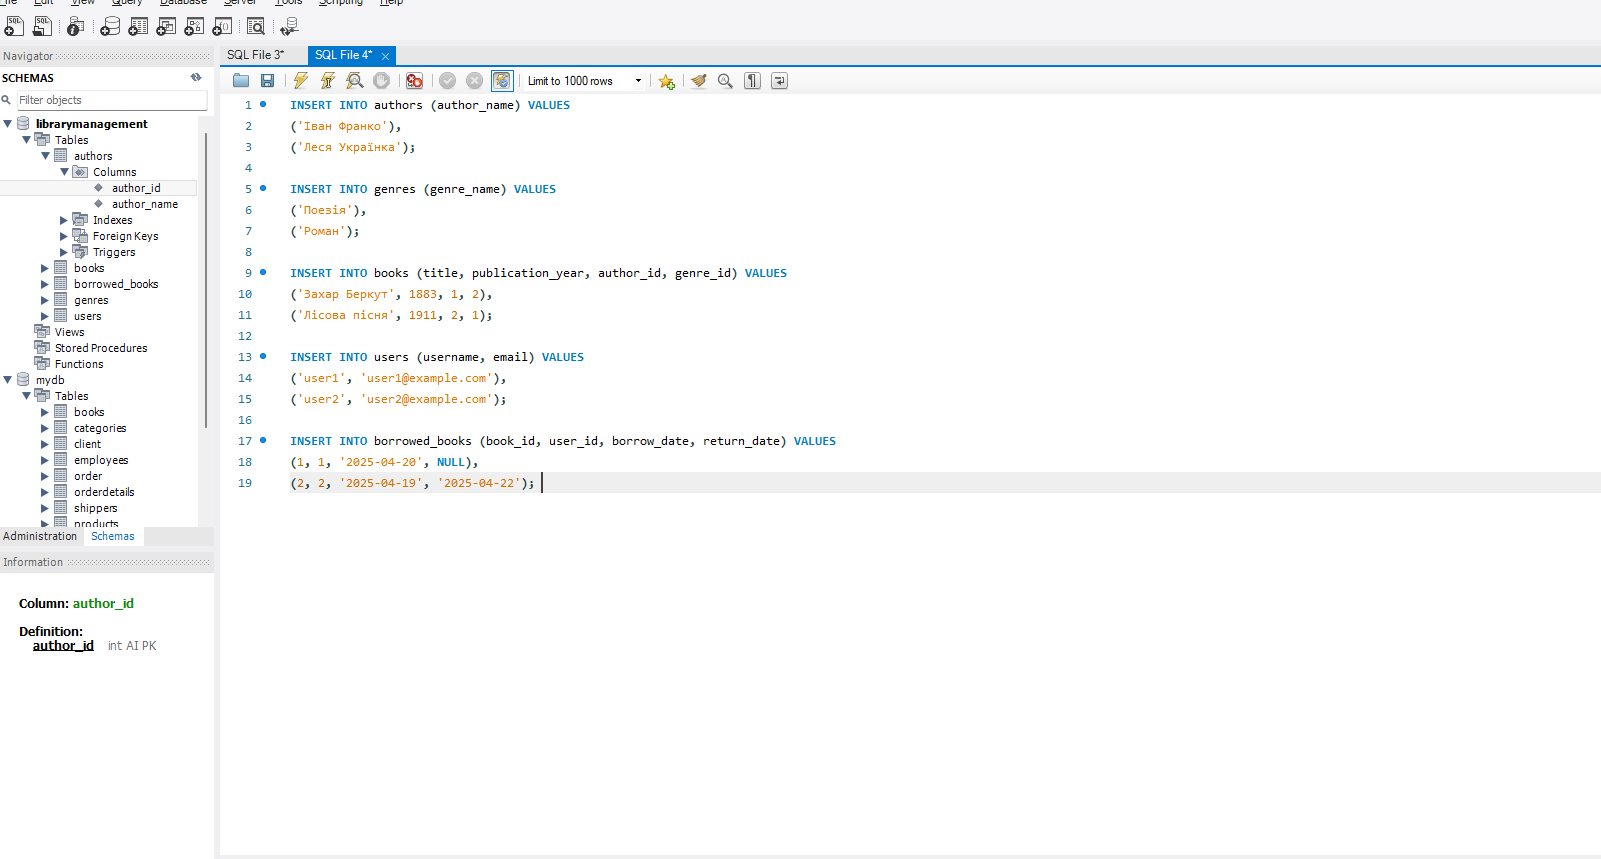 File Edit View Query Database Server Tools Scripting Help
Navigator
SCHEMAS
Filter objects
librarymanagement
Tables
authors
Columns
author_id
author_name
Indexes
Foreign Keys
Triggers
books
borrowed_books
genres
users
Views
Stored Procedures
Functions
mydb
Tables
books
categories
client
employees
order
orderdetails
shippers
products
Administration Schemas
Information
Column: author_id
Definition:
author_id int AI PK
SQL File 3* SQL File 4*
Limit to 1000 rows
1 INSERT INTO authors (author_name) VALUES
2 ('Іван Франко'),
3 ('Леся Українка');
4
5 INSERT INTO genres (genre_name) VALUES
6 ('Поезія'),
7 ('Роман');
8
9 INSERT INTO books (title, publication_year, author_id, genre_id) VALUES
10 ('Захар Беркут', 1883, 1, 2),
11 ('Лісова пісня', 1911, 2, 1);
12
13 INSERT INTO users (username, email) VALUES
14 ('user1', 'user1@example.com'),
15 ('user2', 'user2@example.com');
16
17 INSERT INTO borrowed_books (book_id, user_id, borrow_date, return_date) VALUES
18 (1, 1, '2025-04-20', NULL),
19 (2, 2, '2025-04-19', '2025-04-22');